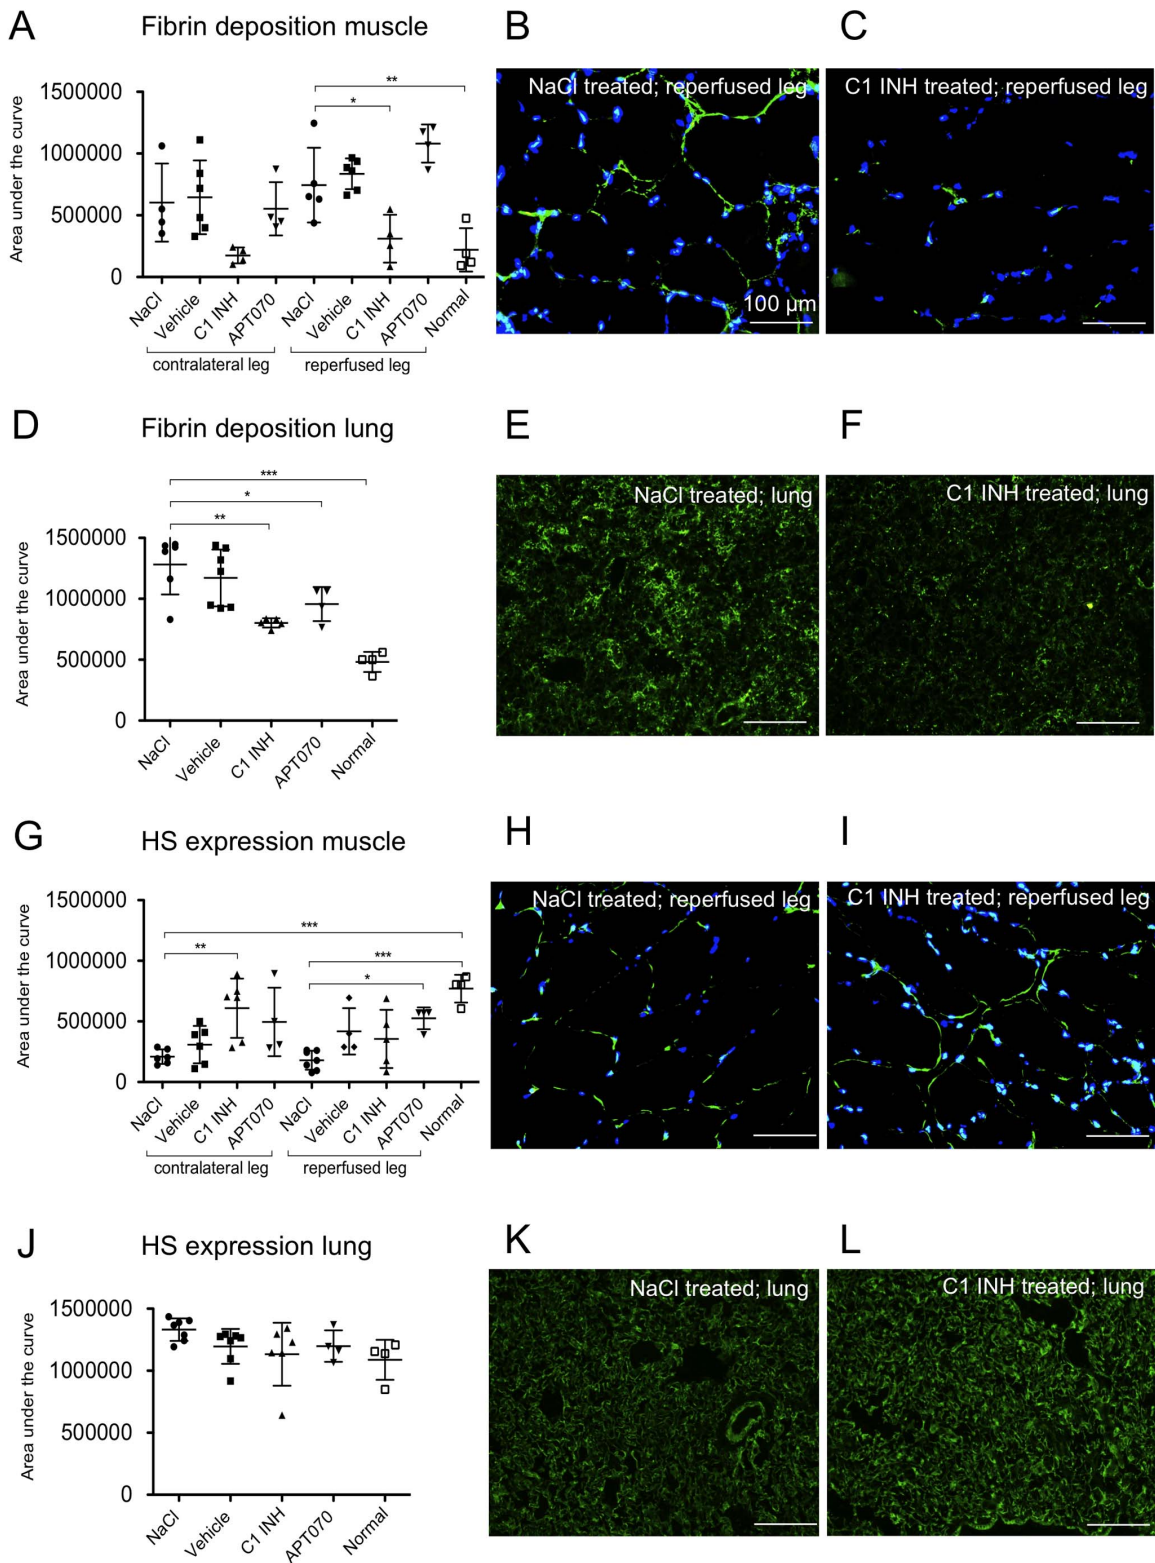 A
Fibrin deposition muscle
B
C
Area under the curve
1500000
1000000
500000
0
**
*
NaCl
Vehicle
C1 INH
APT070
NaCl
Vehicle
C1 INH
APT070
Normal
contralateral leg
reperfused leg
NaCl treated; reperfused leg
100 µm
C1 INH treated; reperfused leg
D
Fibrin deposition lung
E
F
Area under the curve
1500000
1000000
500000
0
***
*
**
NaCl
Vehicle
C1 INH
APT070
Normal
NaCl treated; lung
C1 INH treated; lung
G
HS expression muscle
H
I
Area under the curve
1500000
1000000
500000
0
***
**
***
*
NaCl
Vehicle
C1 INH
APT070
NaCl
Vehicle
C1 INH
APT070
Normal
contralateral leg
reperfused leg
NaCl treated; reperfused leg
C1 INH treated; reperfused leg
J
HS expression lung
K
L
Area under the curve
1500000
1000000
500000
0
NaCl
Vehicle
C1 INH
APT070
Normal
NaCl treated; lung
C1 INH treated; lung